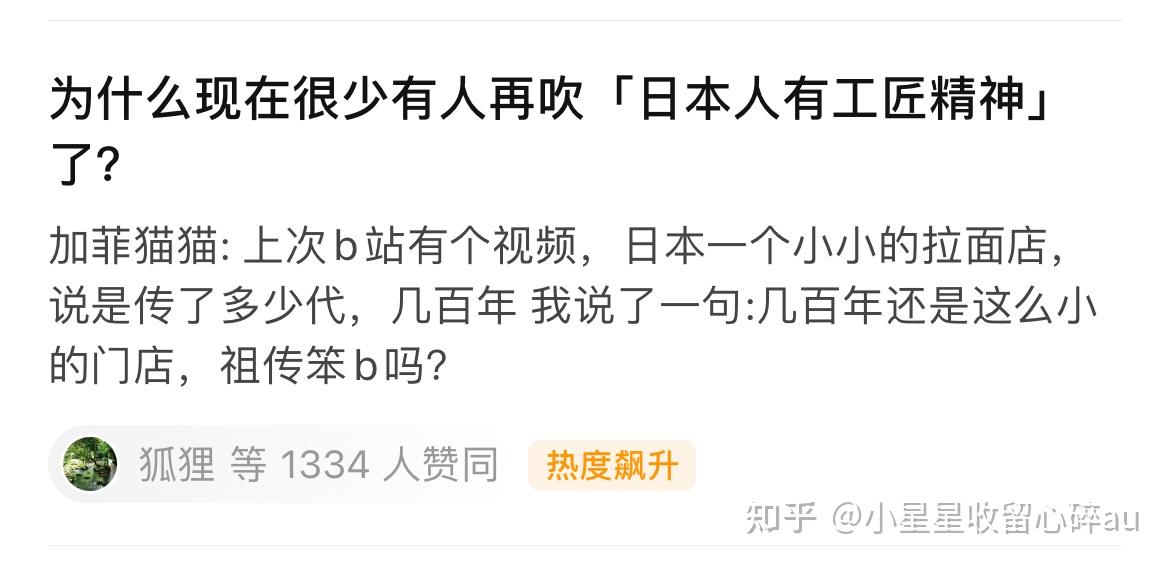 为什么现在很少有人再吹「日本人有工匠精神」
了?
加菲猫猫: 上次b站有个视频，日本一个小小的拉面店，
说是传了多少代，几百年 我说了一句:几百年还是这么小
的门店，祖传笨b吗?
狐狸 等 1334 人赞同 热度飙升
知乎 @小星星收留心碎au